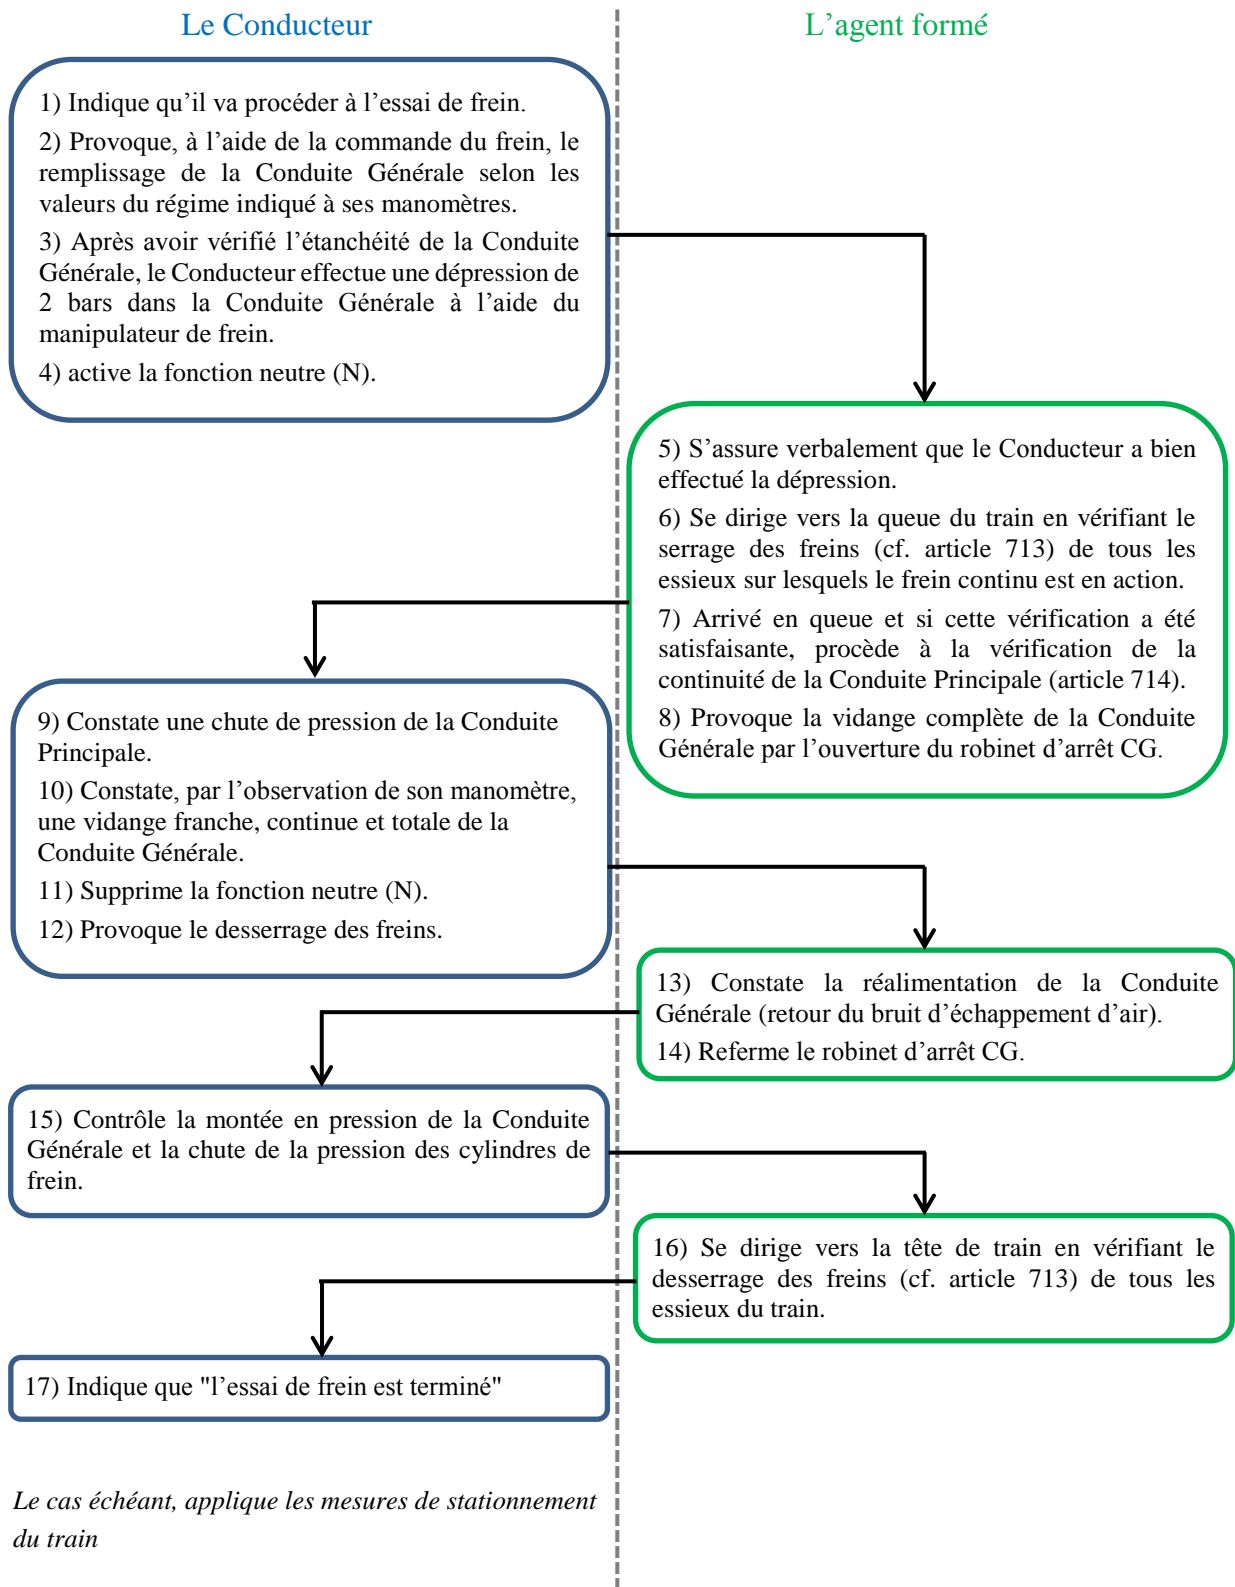 Le Conducteur
L’agent formé
1) Indique qu’il va procéder à l’essai de frein.
2) Provoque, à l’aide de la commande du frein, le
remplissage de la Conduite Générale selon les
valeurs du régime indiqué à ses manomètres.
3) Après avoir vérifié l’étanchéité de la Conduite
Générale, le Conducteur effectue une dépression de
2 bars dans la Conduite Générale à l’aide du
manipulateur de frein.
4) active la fonction neutre (N).
5) S’assure verbalement que le Conducteur a bien
effectué la dépression.
6) Se dirige vers la queue du train en vérifiant le
serrage des freins (cf. article 713) de tous les
essieux sur lesquels le frein continu est en action.
7) Arrivé en queue et si cette vérification a été
satisfaisante, procède à la vérification de la
continuité de la Conduite Principale (article 714).
8) Provoque la vidange complète de la Conduite
Générale par l’ouverture du robinet d’arrêt CG.
9) Constate une chute de pression de la Conduite
Principale.
10) Constate, par l’observation de son manomètre,
une vidange franche, continue et totale de la
Conduite Générale.
11) Supprime la fonction neutre (N).
12) Provoque le desserrage des freins.
13) Constate la réalimentation de la Conduite
Générale (retour du bruit d’échappement d’air).
14) Referme le robinet d’arrêt CG.
15) Contrôle la montée en pression de la Conduite
Générale et la chute de la pression des cylindres de
frein.
16) Se dirige vers la tête de train en vérifiant le
desserrage des freins (cf. article 713) de tous les
essieux du train.
17) Indique que "l’essai de frein est terminé"
Le cas échéant, applique les mesures de stationnement
du train